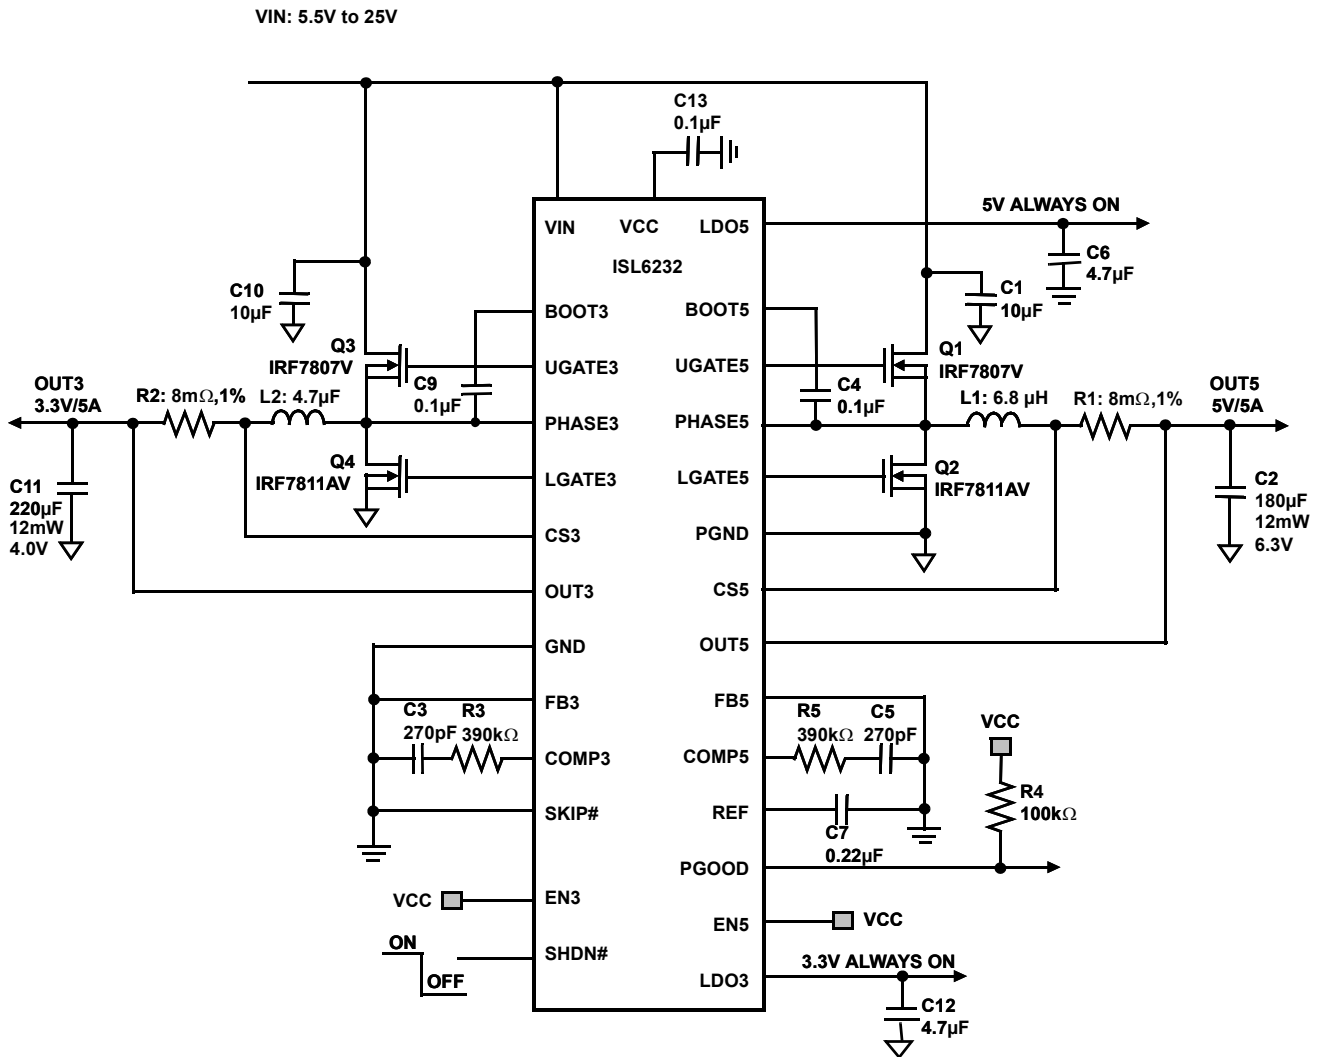 VIN: 5.5V to 25V
C13
0.1µF
5V ALWAYS ON
VIN
VCC
LDO5
ISL6232
C6
4.7µF
C10
10µF
BOOT3
BOOT5
C1
10µF
Q3
IRF7807V
UGATE3
UGATE5
Q1
IRF7807V
OUT3
3.3V/5A
R2: 8mΩ,1%
L2: 4.7µF
C9
0.1µF
C4
0.1µF
L1: 6.8 µH
R1: 8mΩ,1%
OUT5
5V/5A
PHASE3
PHASE5
Q4
IRF7811AV
LGATE3
LGATE5
Q2
IRF7811AV
C11
220µF
12mW
4.0V
C2
180µF
12mW
6.3V
CS3
PGND
OUT3
CS5
GND
OUT5
FB3
FB5
C3
270pF
R3
390kΩ
COMP3
COMP5
R5
390kΩ
C5
270pF
VCC
R4
100kΩ
SKIP#
REF
C7
0.22µF
PGOOD
VCC
EN3
EN5
VCC
ON
OFF
SHDN#
LDO3
3.3V ALWAYS ON
C12
4.7µF